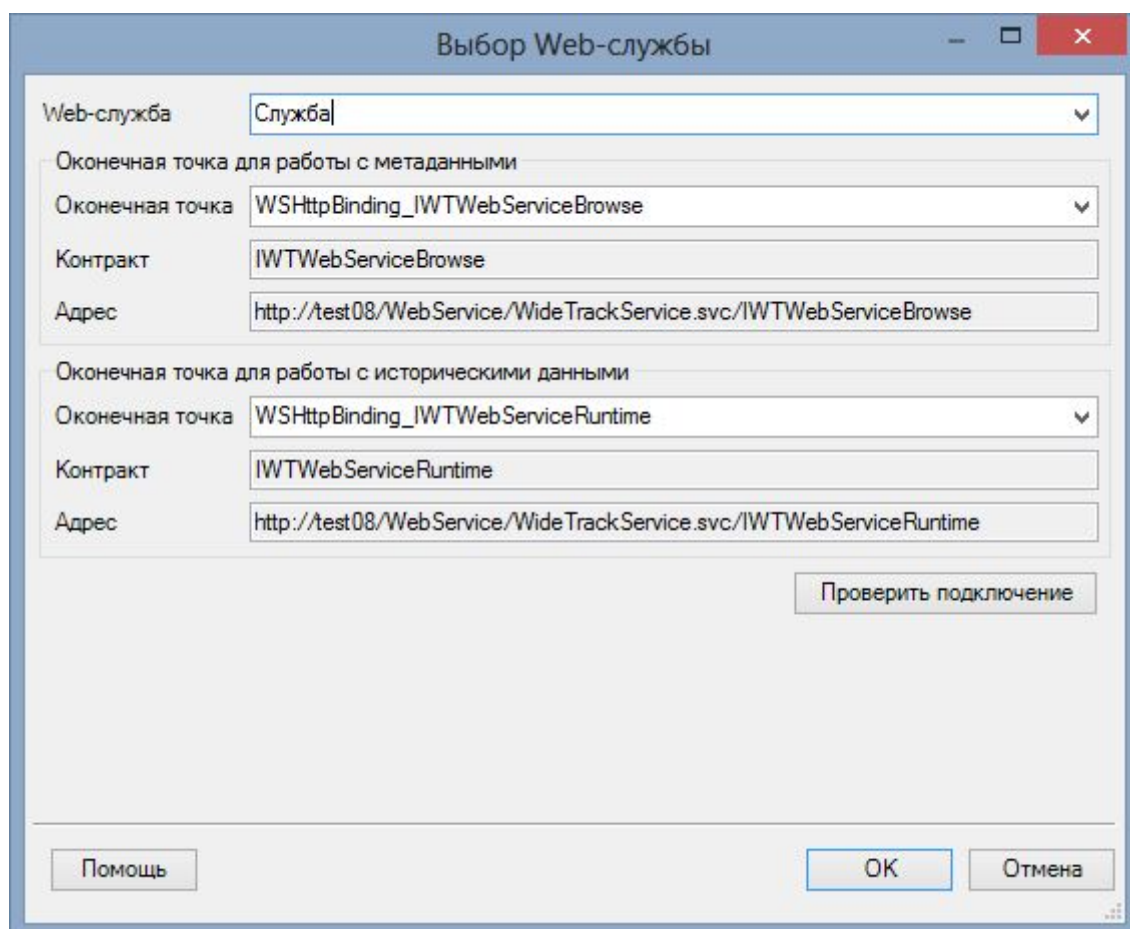 Выбор Web-службы
Web-служба Служба
Оконечная точка для работы с метаданными
Оконечная точка WSHttpBinding_IWTWebServiceBrowse
Контракт IWTWebServiceBrowse
Адрес http://test08/WebService/WideTrackService.svc/IWTWebServiceBrowse
Оконечная точка для работы с историческими данными
Оконечная точка WSHttpBinding_IWTWebServiceRuntime
Контракт IWTWebServiceRuntime
Адрес http://test08/WebService/WideTrackService.svc/IWTWebServiceRuntime
Проверить подключение
Помощь OK Отмена